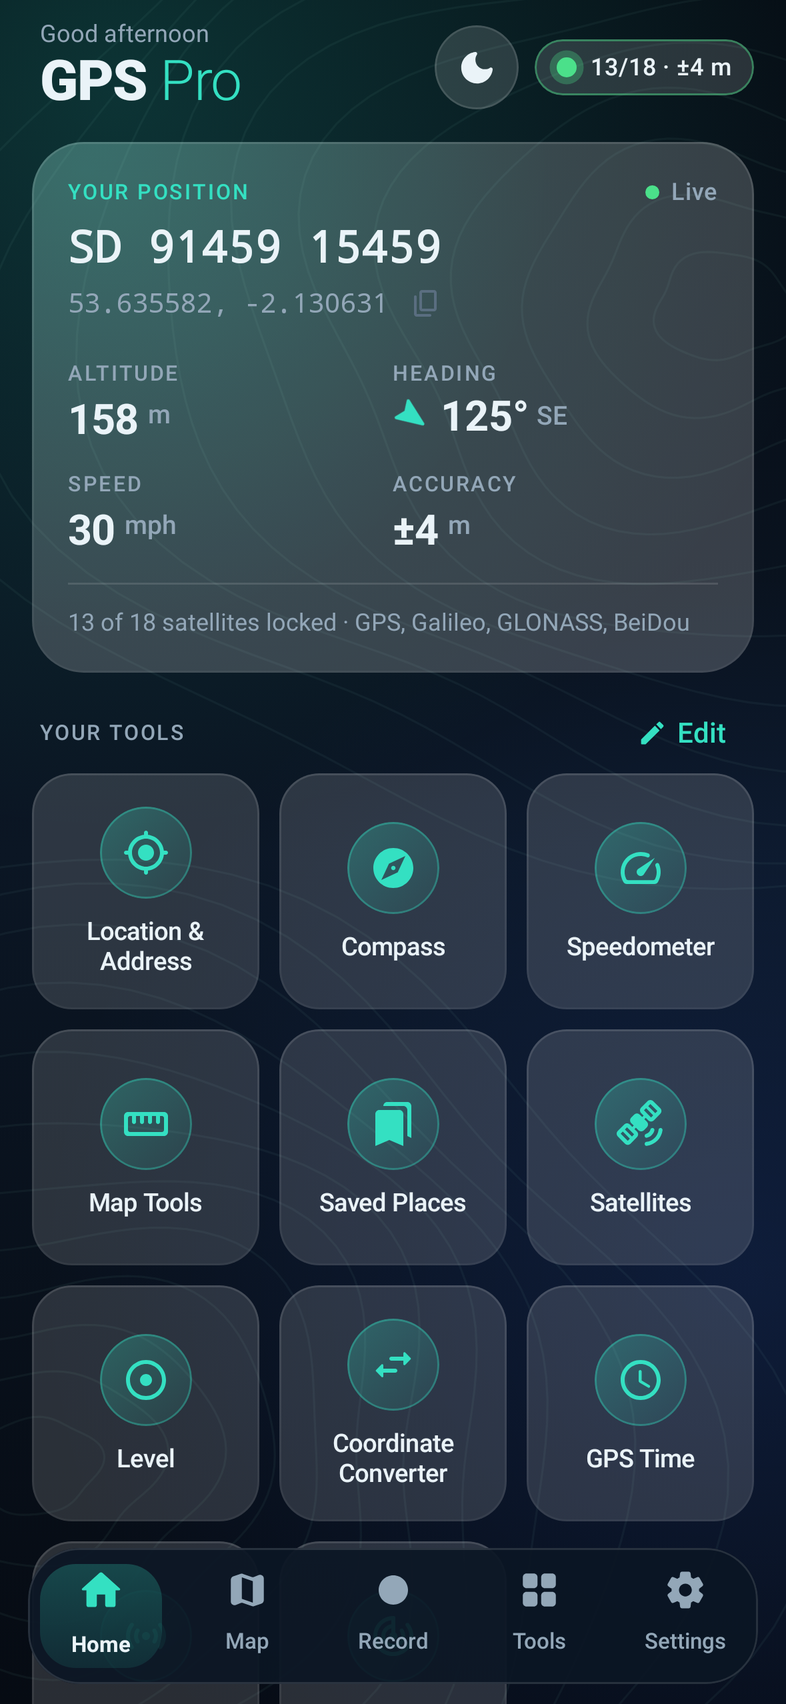 Good afternoon
GPS Pro
13/18 · ±4 m
YOUR POSITION
Live
SD 91459 15459
53.635582, -2.130631
ALTITUDE
HEADING
158 m
125° SE
SPEED
ACCURACY
30 mph
±4 m
13 of 18 satellites locked · GPS, Galileo, GLONASS, BeiDou
YOUR TOOLS
Edit
Location &
Address
Compass
Speedometer
Map Tools
Saved Places
Satellites
Level
Coordinate
Converter
GPS Time
Home
Map
Record
Tools
Settings